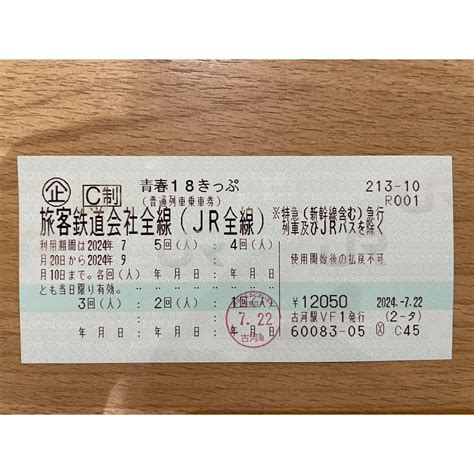 企 C制 青春18きっぷ 213-10
(普通列車乗車券) R001
旅客鉄道会社全線(JR全線) ※特急(新幹線含む)急行
列車及びJRバスを除く
利用期間は2024年7 5回(人) 4回(人)
月20日から2024年9
月10日まで。各 月 日 月 日 使用開始後の払戻不可
とも当日限り有効。
3回(人) 2回(人) 1回(人) ¥12050 2024.-7.22
7.22
古河
月 日 月 日 月 日 古河駅VF1発行 (2-タ)
60083-05 C45